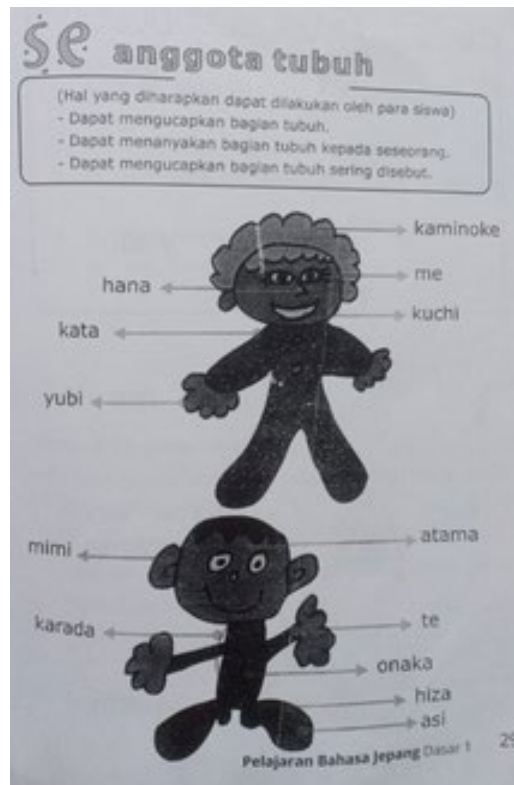 se anggota tubuh
(Hal yang diharapkan dapat dilakukan oleh para siswa)
- Dapat mengucapkan bagian tubuh.
- Dapat menanyakan bagian tubuh kepada seseorang.
- Dapat mengucapkan bagian tubuh sering disebut.
kaminoke
me
hana
kuchi
kata
yubi
atama
mimi
te
karada
onaka
hiza
asi
Pelajaran Bahasa Jepang Dasar 1